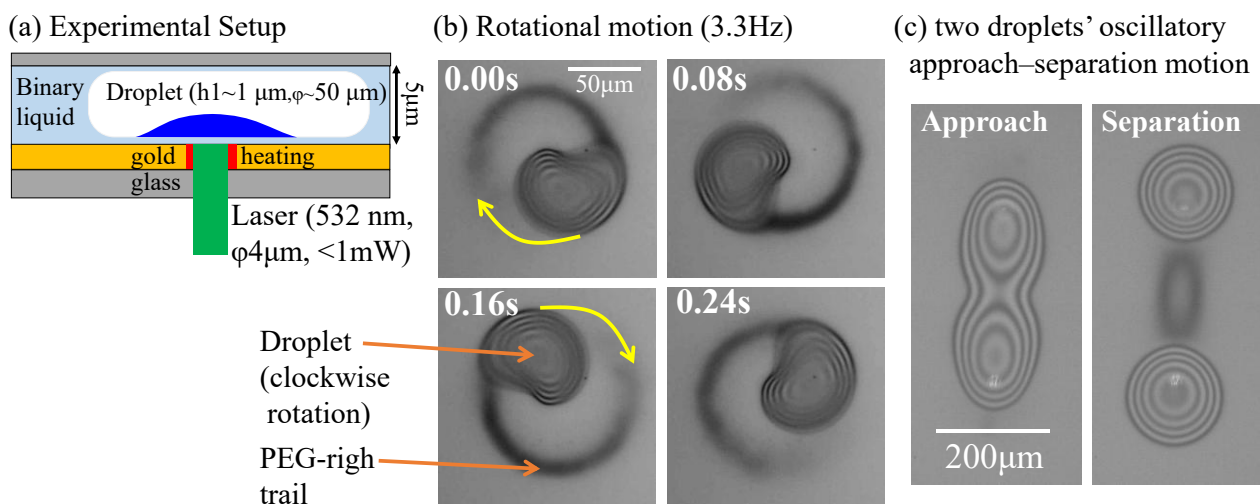 (a) Experimental Setup
Binary
liquid
Droplet (h1~1 μm,φ~50 μm)
5μm
gold
heating
glass
Laser (532 nm,
φ4μm, <1mW)
(b) Rotational motion (3.3Hz)
0.00s
50μm
0.08s
0.16s
0.24s
Droplet
(clockwise
rotation)
PEG-righ
trail
(c) two droplets' oscillatory
approach–separation motion
Approach
Separation
200μm